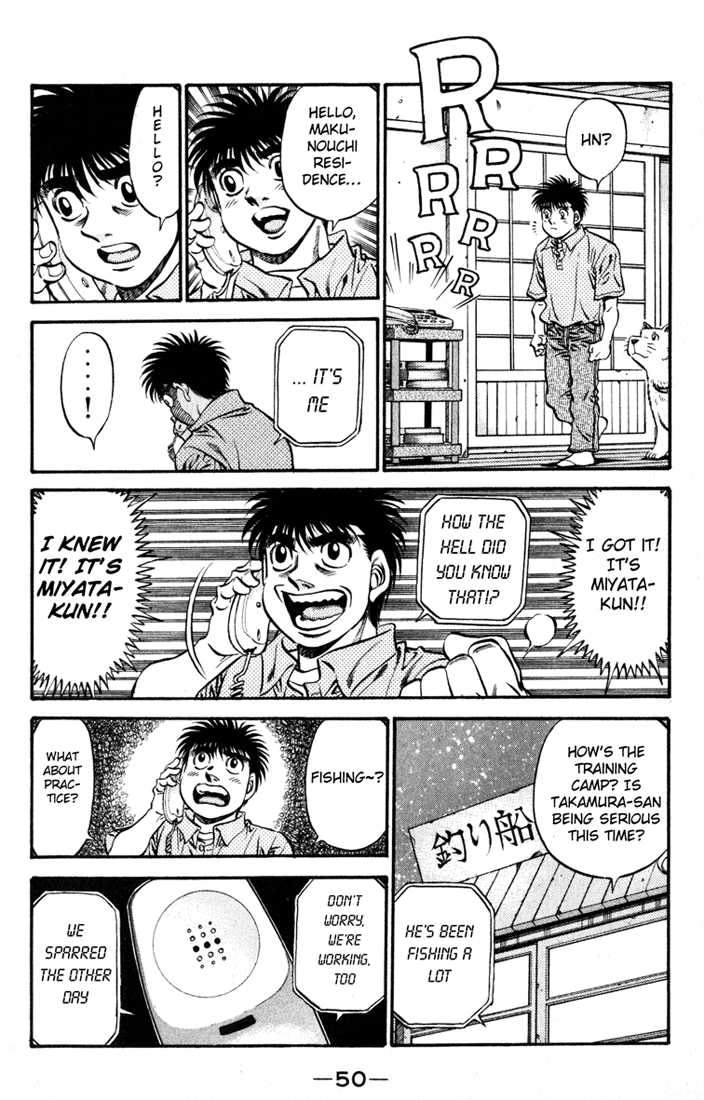 R
R
R
R
R
R
R
HN?
HELLO,
MAKU-
NOUCHI
RESI-
DENCE...
HELLO?
... IT'S
ME
....!
I GOT IT!
IT'S
MIYATA-
KUN!!
HOW THE
HELL DID
YOU KNOW
THAT!?
I KNEW
IT! IT'S
MIYATA-
KUN!!
HOW'S THE
TRAINING
CAMP? IS
TAKAMURA-SAN
BEING SERIOUS
THIS TIME?
釣り船
HE'S BEEN
FISHING A
LOT
FISHING~?
WHAT
ABOUT
PRAC-
TICE?
DON'T
WORRY,
WE'RE
WORKING,
TOO
WE
SPARRED
THE OTHER
DAY
—50—